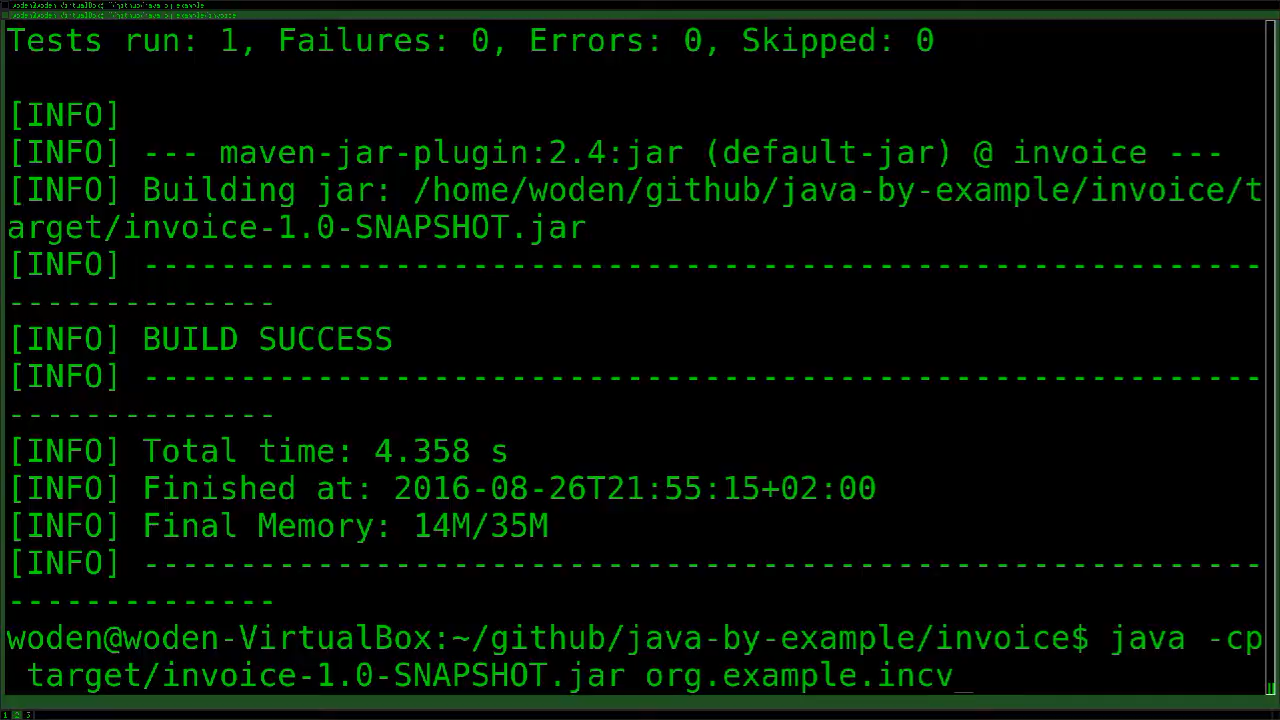 Tests run: 1, Failures: 0, Errors: 0, Skipped: 0
[INFO]
[INFO] --- maven-jar-plugin:2.4:jar (default-jar) @ invoice ---
[INFO] Building jar: /home/woden/github/java-by-example/invoice/t
arget/invoice-1.0-SNAPSHOT.jar
[INFO] ----------------------------------------------------------
--------------
[INFO] BUILD SUCCESS
[INFO] ----------------------------------------------------------
--------------
[INFO] Total time: 4.358 s
[INFO] Finished at: 2016-08-26T21:55:15+02:00
[INFO] Final Memory: 14M/35M
[INFO] ----------------------------------------------------------
--------------
woden@woden-VirtualBox:~/github/java-by-example/invoice$ java -cp
 target/invoice-1.0-SNAPSHOT.jar org.example.incv_
1 2 3